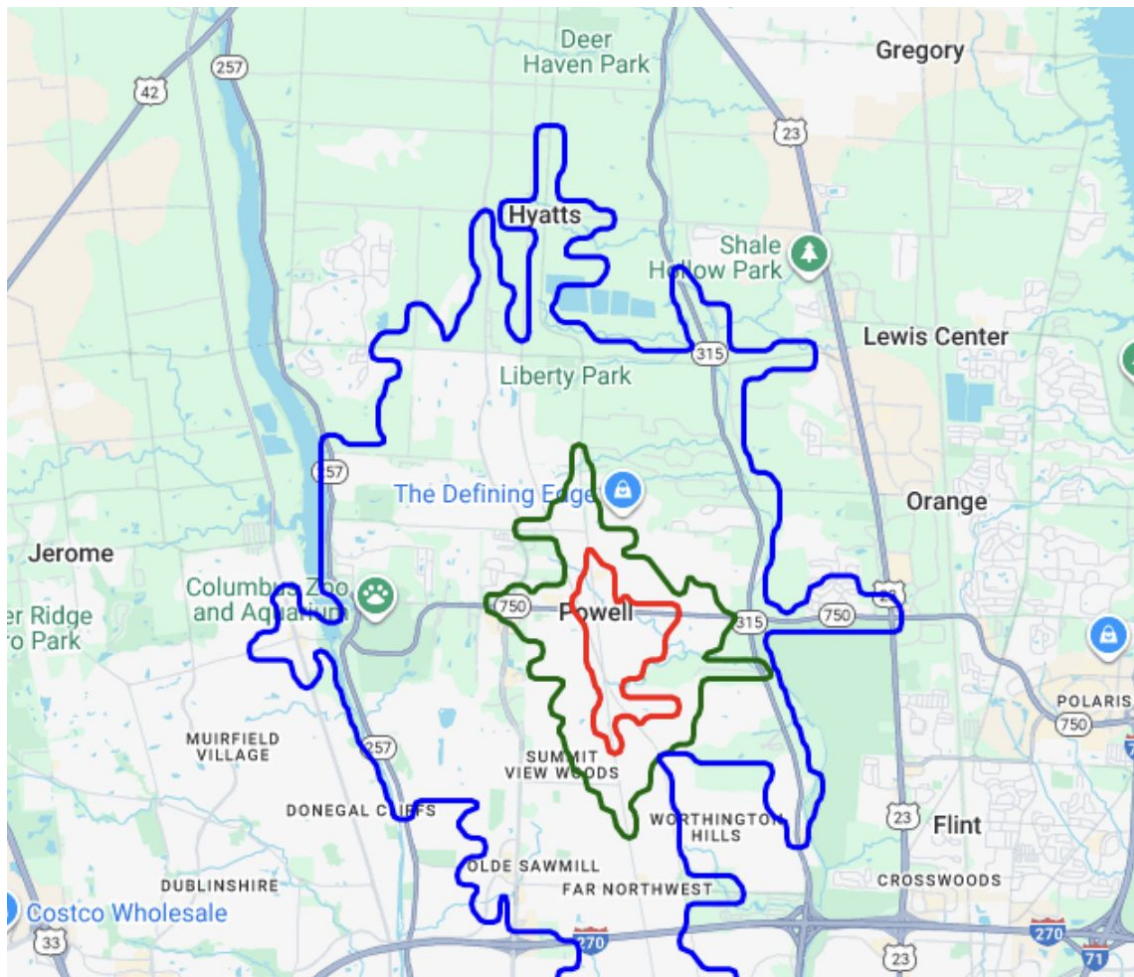 Deer
Haven Park
Gregory
257
42
23
Hyatts
Shale
Hollow Park
Lewis Center
315
Liberty Park
257
The Defining Edge
Orange
Jerome
Columbus Zoo
and Aquarium
750
Powell
315
750
23
er Ridge
ro Park
POLARIS
750
MUIRFIELD
VILLAGE
257
SUMMIT
VIEW WOODS
DONEGAL CLIFFS
WORTHINGTON
HILLS
23
Flint
OLDE SAWMILL
FAR NORTHWEST
CROSSWOODS
DUBLINSHIRE
Costco Wholesale
33
270
270
23
71